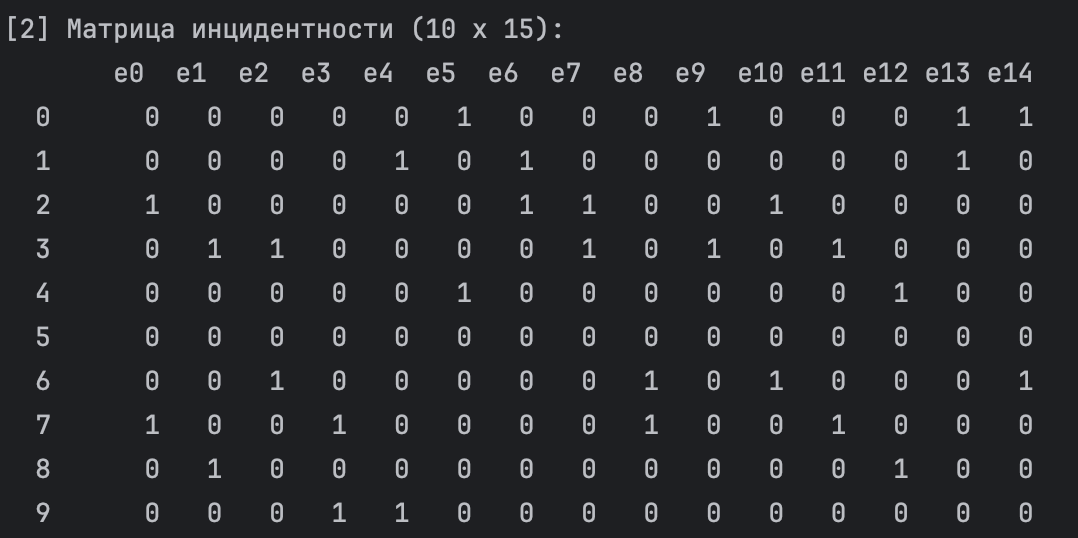 [2] Матрица инцидентности (10 x 15):
e0 e1 e2 e3 e4 e5 e6 e7 e8 e9 e10 e11 e12 e13 e14
0 0 0 0 0 0 1 0 0 0 1 0 0 0 1 1
1 0 0 0 0 1 0 1 0 0 0 0 0 0 1 0
2 1 0 0 0 0 0 1 1 0 0 1 0 0 0 0
3 0 1 1 0 0 0 0 1 0 1 0 1 0 0 0
4 0 0 0 0 0 1 0 0 0 0 0 0 1 0 0
5 0 0 0 0 0 0 0 0 0 0 0 0 0 0 0
6 0 0 1 0 0 0 0 0 1 0 1 0 0 0 1
7 1 0 0 1 0 0 0 0 1 0 0 1 0 0 0
8 0 1 0 0 0 0 0 0 0 0 0 0 1 0 0
9 0 0 0 1 1 0 0 0 0 0 0 0 0 0 0